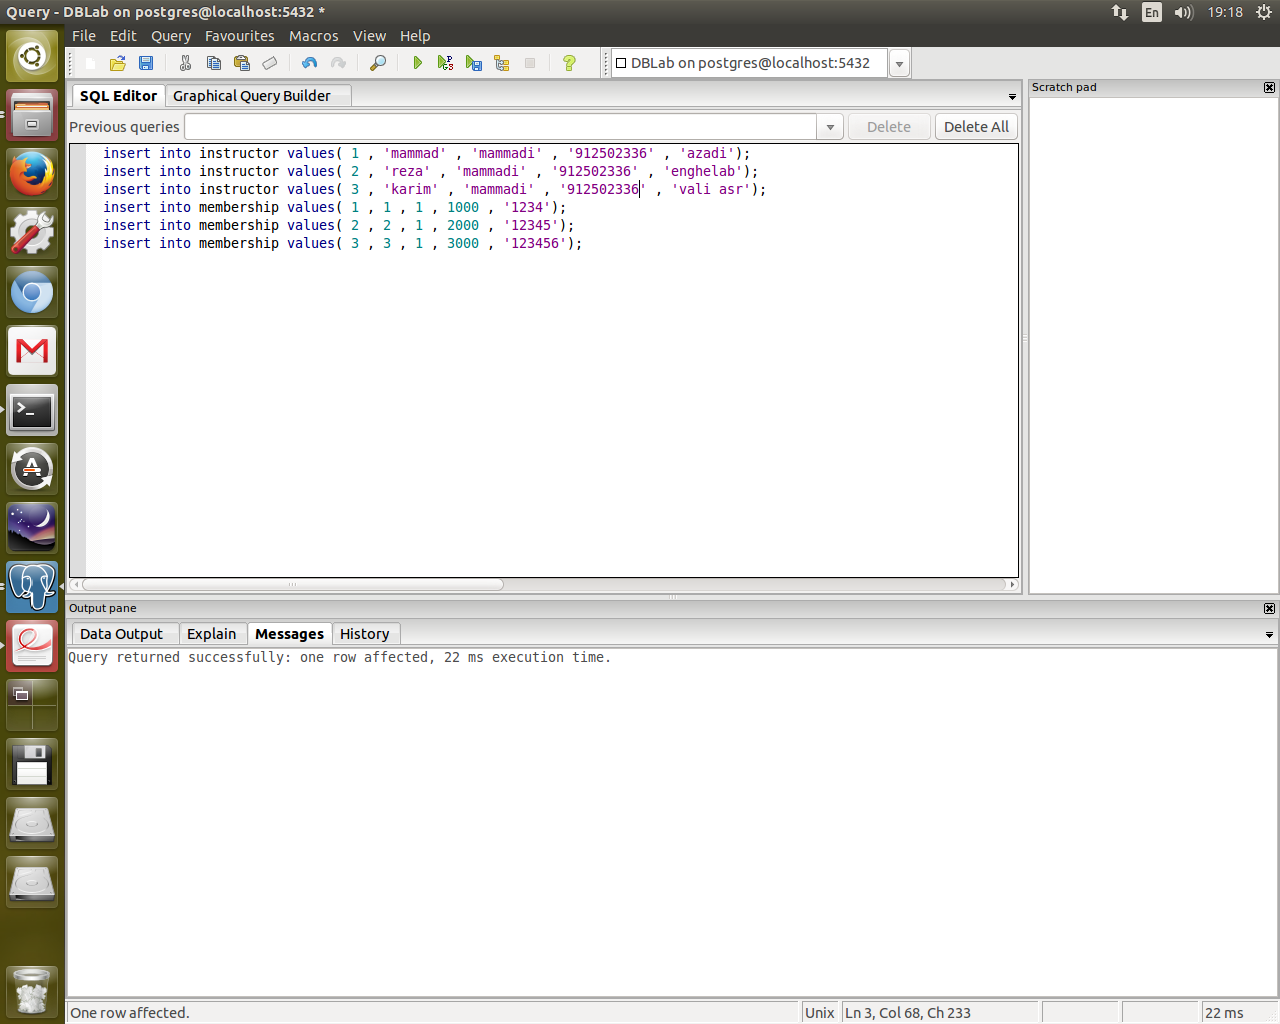 Query - DBLab on postgres@localhost:5432 *
En
19:18
File Edit Query Favourites Macros View Help
DBLab on postgres@localhost:5432
SQL Editor
Graphical Query Builder
Scratch pad
Previous queries
Delete
Delete All
insert into instructor values( 1 , 'mammad' , 'mammadi' , '912502336' , 'azadi');
insert into instructor values( 2 , 'reza' , 'mammadi' , '912502336' , 'enghelab');
insert into instructor values( 3 , 'karim' , 'mammadi' , '912502336' , 'vali asr');
insert into membership values( 1 , 1 , 1 , 1000 , '1234');
insert into membership values( 2 , 2 , 1 , 2000 , '12345');
insert into membership values( 3 , 3 , 1 , 3000 , '123456');
Output pane
Data Output
Explain
Messages
History
Query returned successfully: one row affected, 22 ms execution time.
One row affected.
Unix
Ln 3, Col 68, Ch 233
22 ms